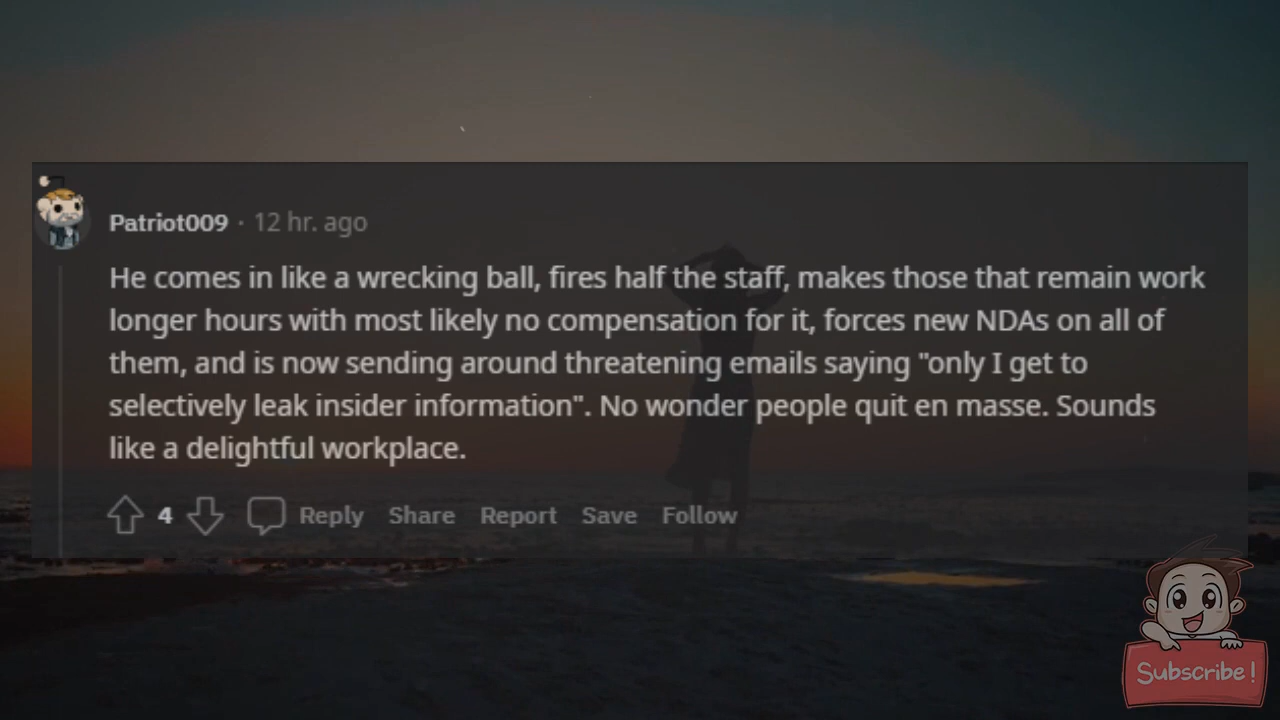 Patriot009 · 12 hr. ago
He comes in like a wrecking ball, fires half the staff, makes those that remain work
longer hours with most likely no compensation for it, forces new NDAs on all of
them, and is now sending around threatening emails saying "only I get to
selectively leak insider information". No wonder people quit en masse. Sounds
like a delightful workplace.
4 Reply Share Report Save Follow
Subscribe!